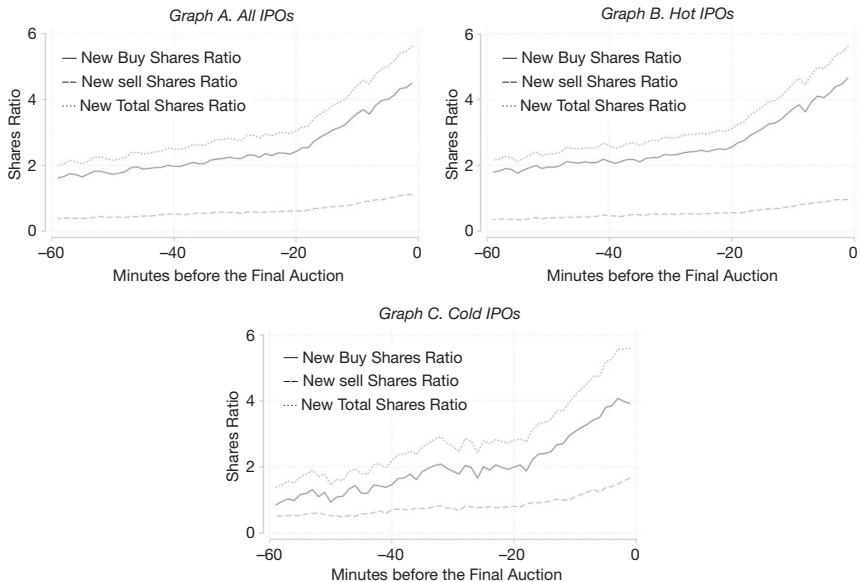 Graph A. All IPOs
6
4
2
0
Shares Ratio
New Buy Shares Ratio
New sell Shares Ratio
New Total Shares Ratio
−60
−40
−20
0
Minutes before the Final Auction
Graph B. Hot IPOs
6
4
2
0
Shares Ratio
New Buy Shares Ratio
New sell Shares Ratio
New Total Shares Ratio
−60
−40
−20
0
Minutes before the Final Auction
Graph C. Cold IPOs
6
4
2
0
Shares Ratio
New Buy Shares Ratio
New sell Shares Ratio
New Total Shares Ratio
−60
−40
−20
0
Minutes before the Final Auction